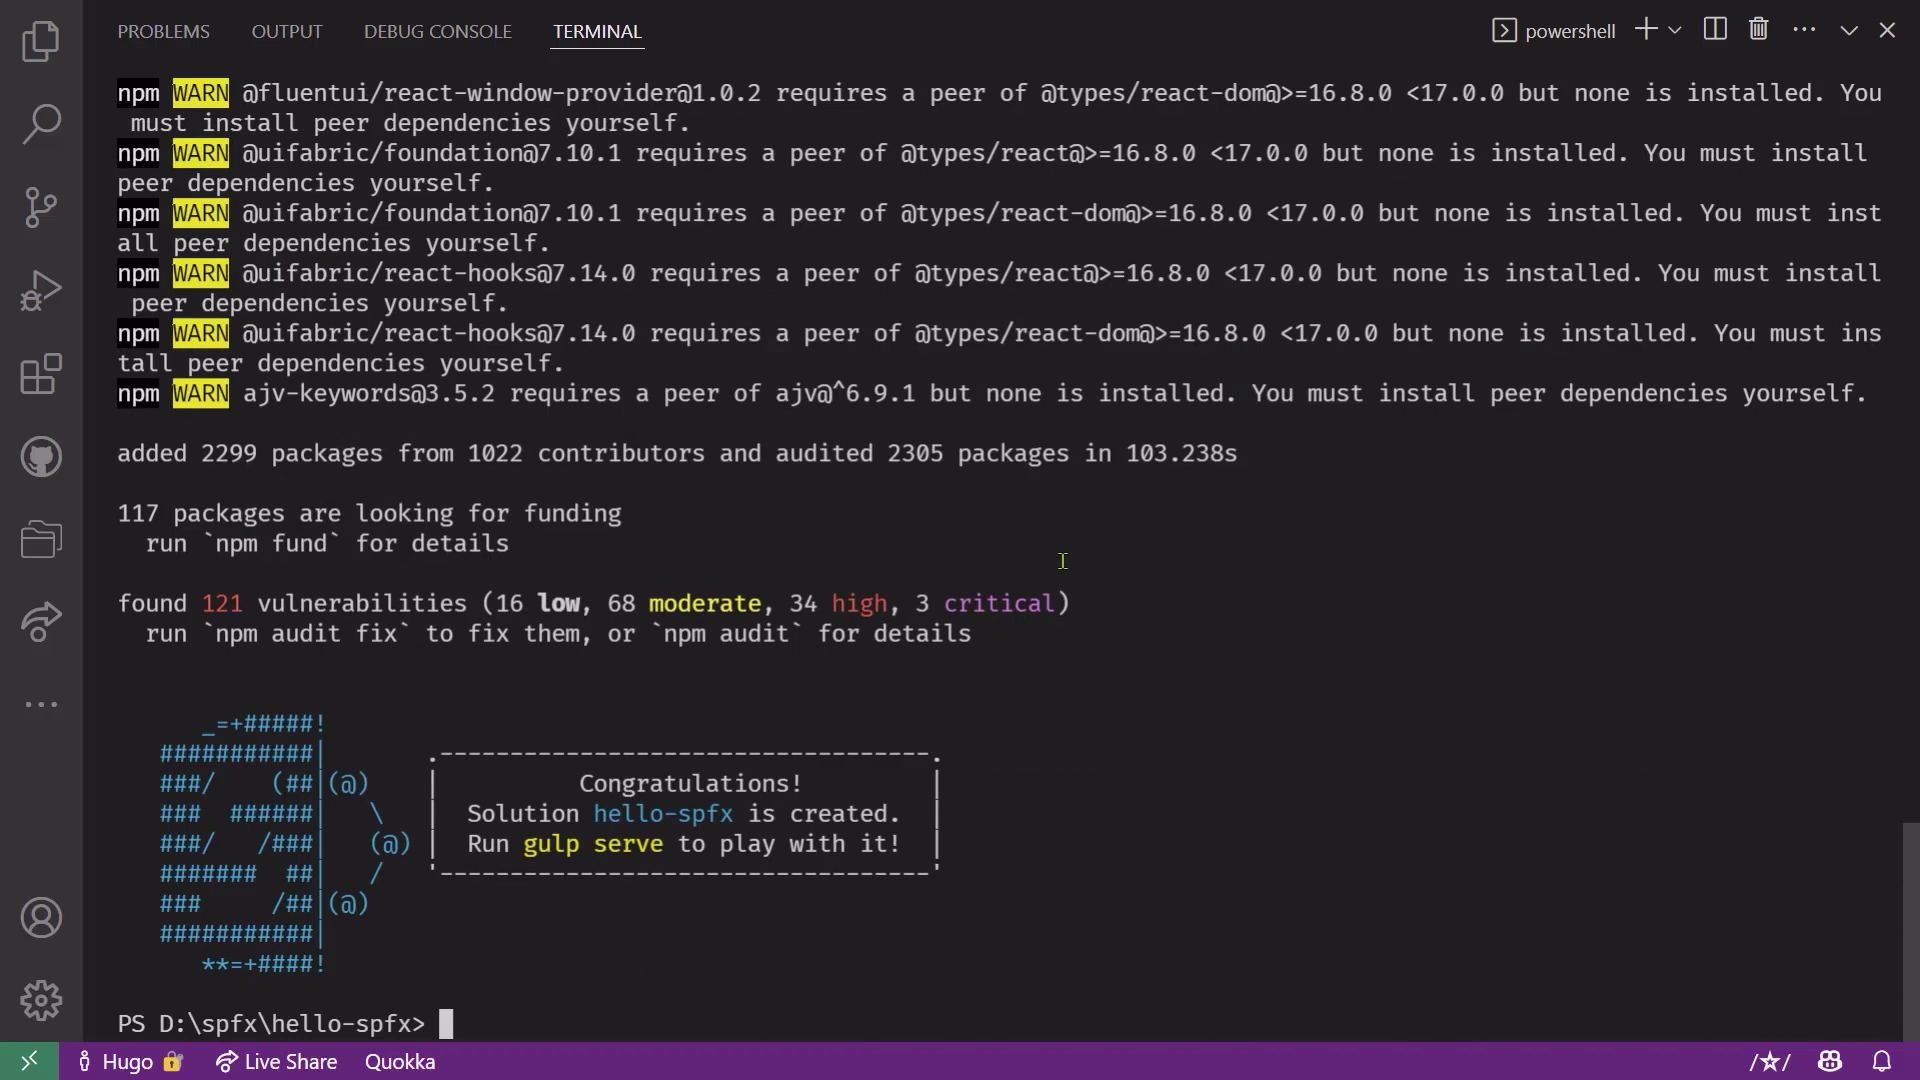 PROBLEMS OUTPUT DEBUG CONSOLE TERMINAL powershell
npm WARN @fluentui/react-window-provider@1.0.2 requires a peer of @types/react-dom@>=16.8.0 <17.0.0 but none is installed. You
 must install peer dependencies yourself.
npm WARN @uifabric/foundation@7.10.1 requires a peer of @types/react@>=16.8.0 <17.0.0 but none is installed. You must install
peer dependencies yourself.
npm WARN @uifabric/foundation@7.10.1 requires a peer of @types/react-dom@>=16.8.0 <17.0.0 but none is installed. You must inst
all peer dependencies yourself.
npm WARN @uifabric/react-hooks@7.14.0 requires a peer of @types/react@>=16.8.0 <17.0.0 but none is installed. You must install
 peer dependencies yourself.
npm WARN @uifabric/react-hooks@7.14.0 requires a peer of @types/react-dom@>=16.8.0 <17.0.0 but none is installed. You must ins
tall peer dependencies yourself.
npm WARN ajv-keywords@3.5.2 requires a peer of ajv@^6.9.1 but none is installed. You must install peer dependencies yourself.
added 2299 packages from 1022 contributors and audited 2305 packages in 103.238s
117 packages are looking for funding
  run `npm fund` for details
found 121 vulnerabilities (16 low, 68 moderate, 34 high, 3 critical)
  run `npm audit fix` to fix them, or `npm audit` for details
      _=+#####!
   ###########|        .-----------------------------------.
   ###/    (##|(@)    |          Congratulations!         |
   ###  ######|   \   |  Solution hello-spfx is created.  |
   ###/   /###|   (@) |  Run gulp serve to play with it!  |
   #######  ##|   /   '-----------------------------------'
   ###     /##|(@)
   ###########|
      **=+####!
PS D:\spfx\hello-spfx>
Hugo Live Share Quokka